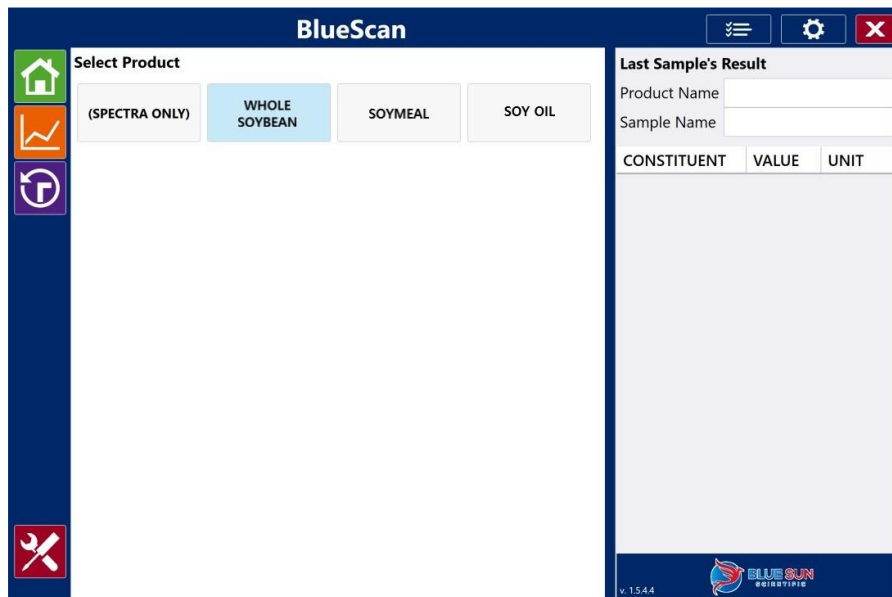 BlueScan
Select Product
(SPECTRA ONLY)
WHOLE
SOYBEAN
SOYMEAL
SOY OIL
Last Sample's Result
Product Name
Sample Name
CONSTITUENT VALUE UNIT
v. 1.5.4.4
BLUE SUN
SCIENTIFIC